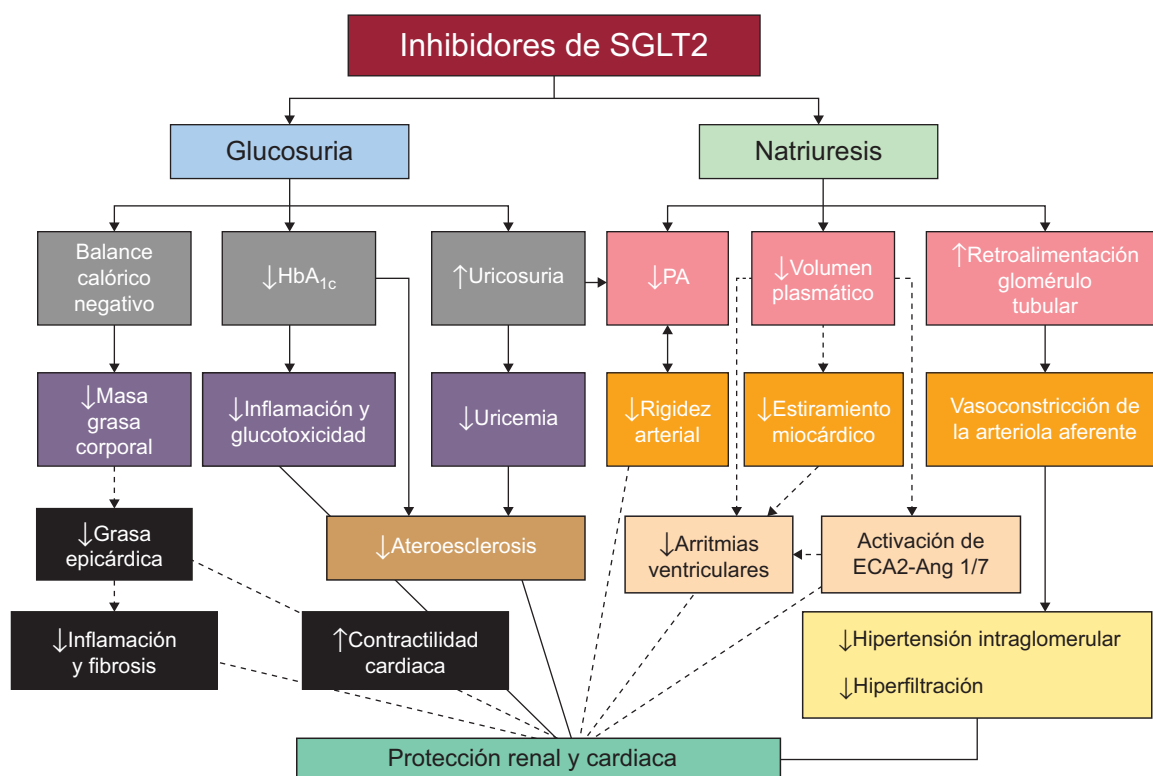 Inhibidores de SGLT2
Glucosuria
Natriuresis
Balance
calórico
negativo
↓HbA1c
↑Uricosuria
↓PA
↓Volumen
plasmático
↑Retroalimentación
glomérulo
tubular
↓Masa
grasa
corporal
↓Inflamación y
glucotoxicidad
↓Uricemia
↓Rigidez
arterial
↓Estiramiento
miocárdico
Vasoconstricción de
la arteriola aferente
↓Grasa
epicárdica
↓Ateroesclerosis
↓Arritmias
ventriculares
Activación de
ECA2-Ang 1/7
↓Inflamación
y fibrosis
↑Contractilidad
cardiaca
↓Hipertensión intraglomerular
↓Hiperfiltración
Protección renal y cardiaca